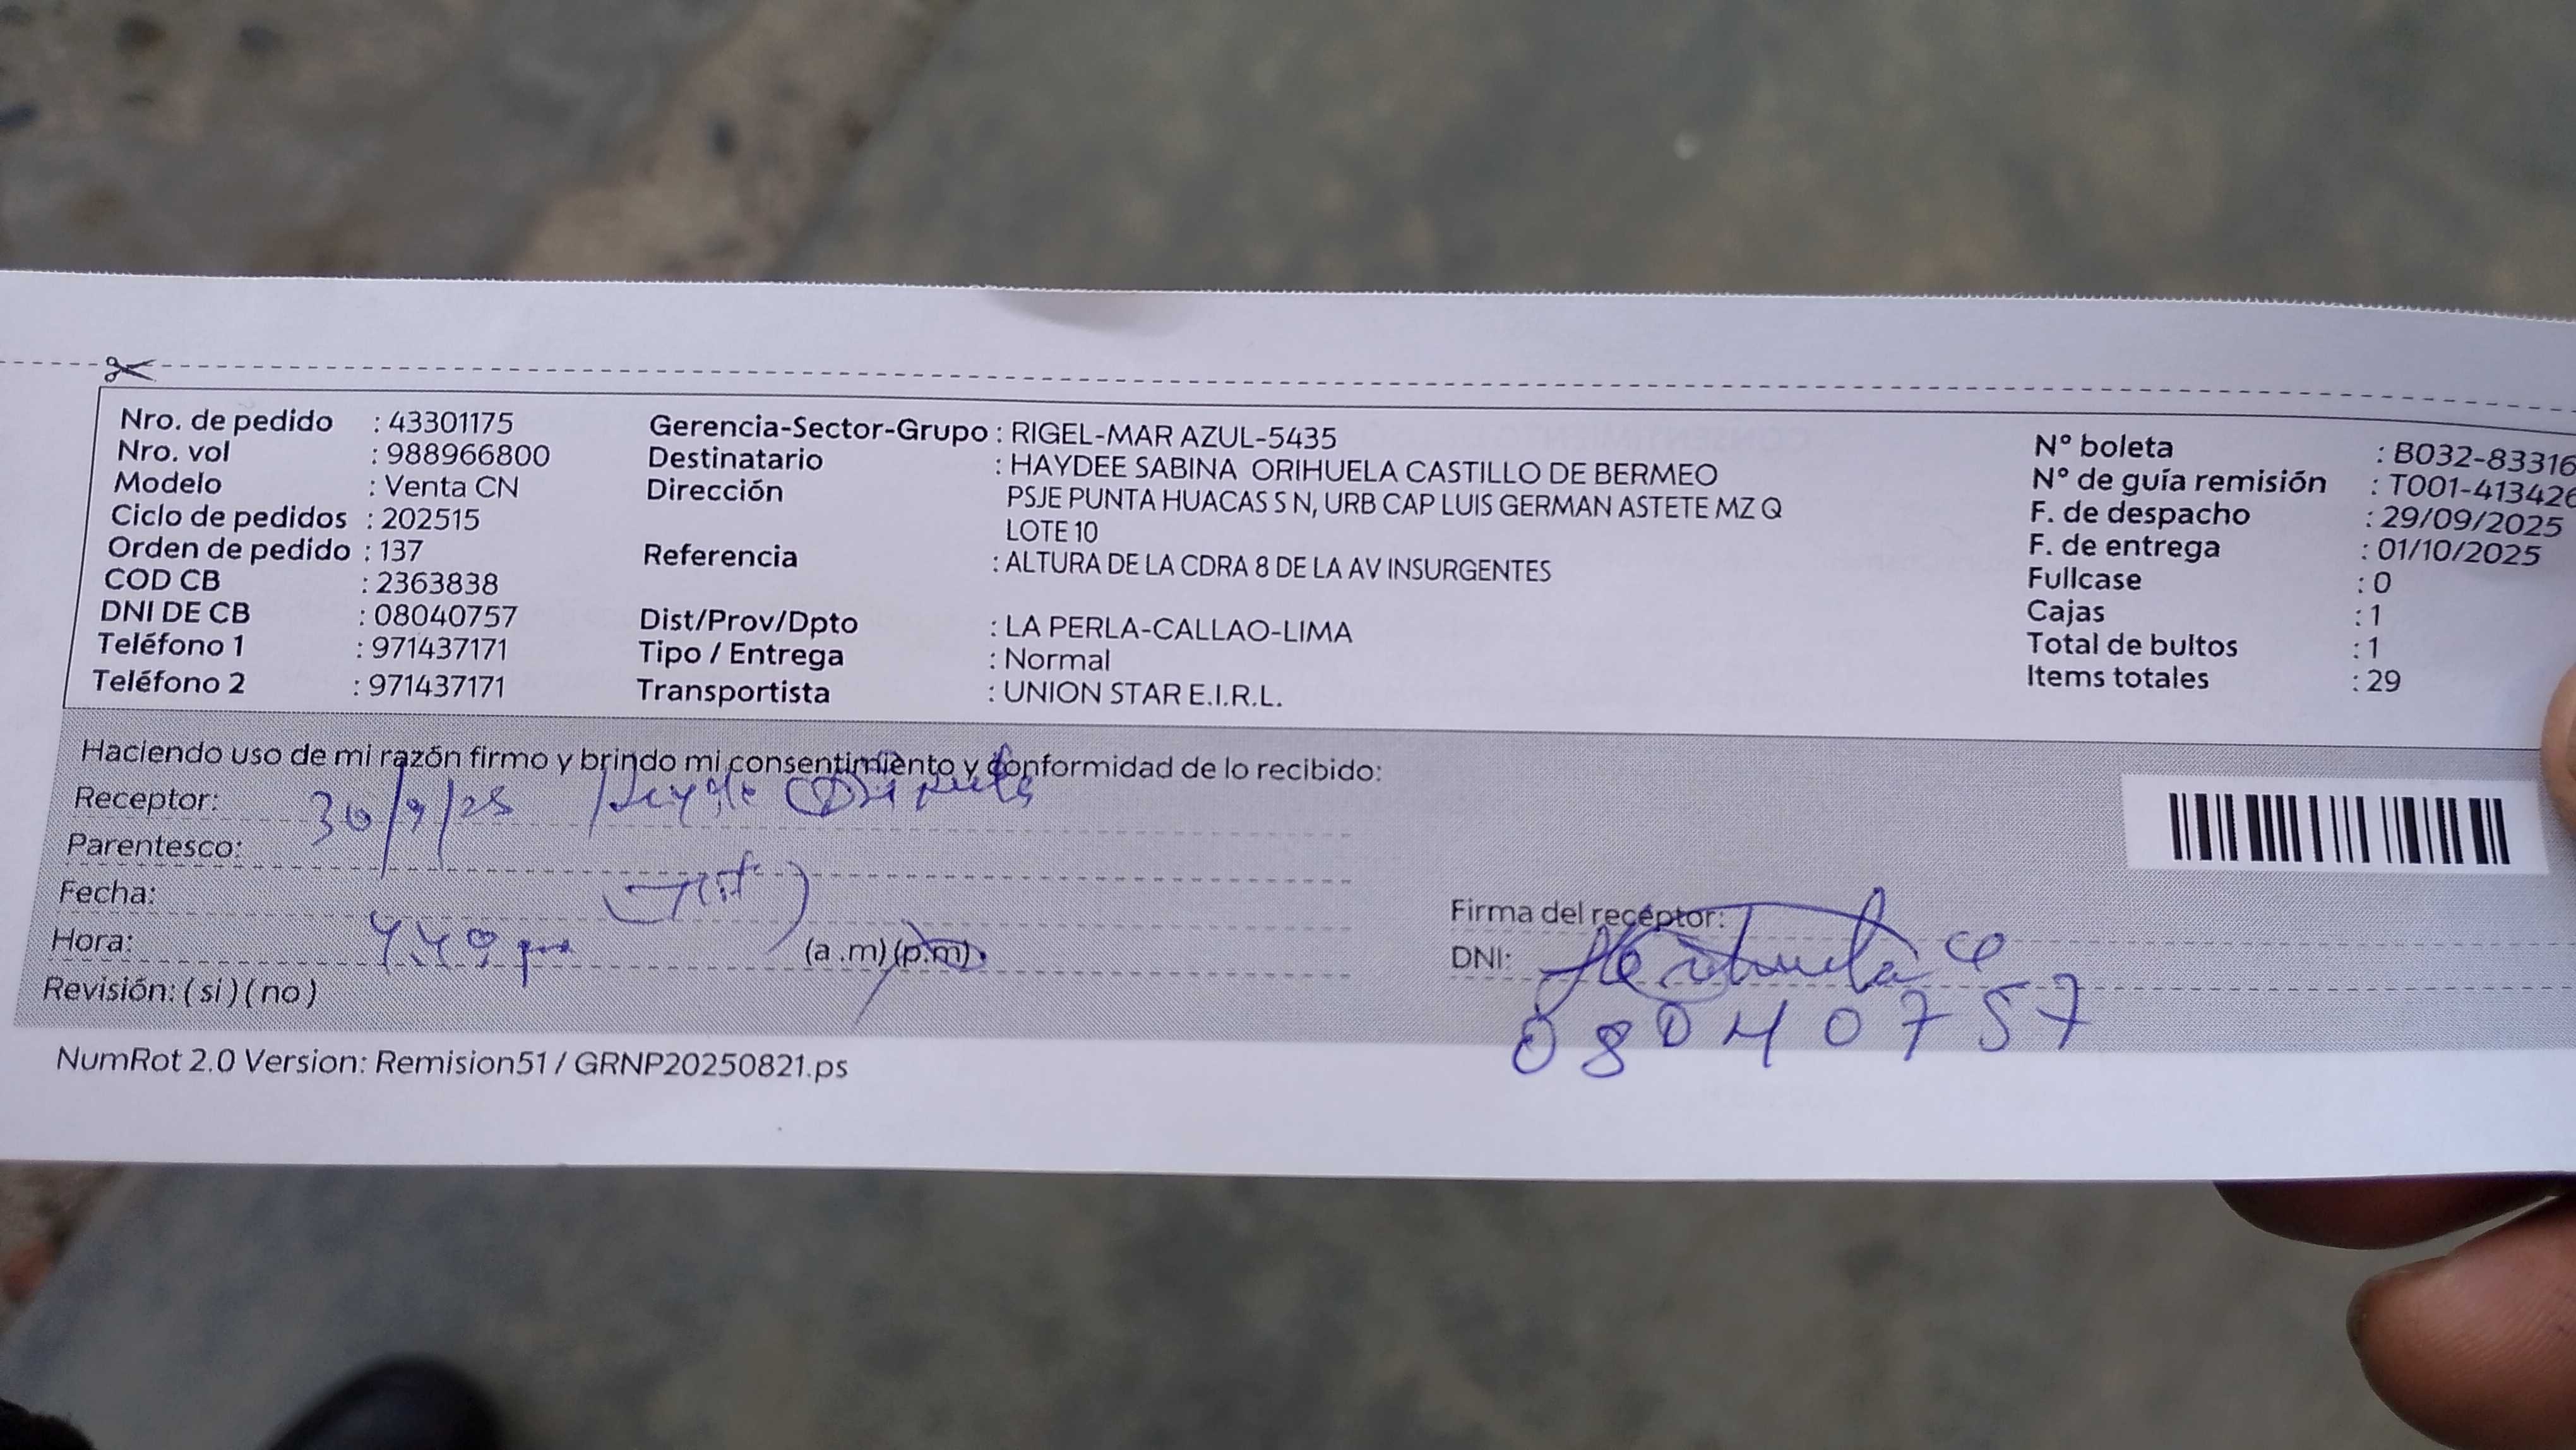 Nro. de pedido : 43301175
Nro. vol : 988966800
Modelo : Venta CN
Ciclo de pedidos : 202515
Orden de pedido : 137
COD CB : 2363838
DNI DE CB : 08040757
Teléfono 1 : 971437171
Teléfono 2 : 971437171
Gerencia-Sector-Grupo : RIGEL-MAR AZUL-5435
Destinatario : HAYDEE SABINA ORIHUELA CASTILLO DE BERMEO
Dirección PSJE PUNTA HUACAS S N, URB CAP LUIS GERMAN ASTETE MZ Q
LOTE 10
Referencia : ALTURA DE LA CDRA 8 DE LA AV INSURGENTES
Dist/Prov/Dpto : LA PERLA-CALLAO-LIMA
Tipo / Entrega : Normal
Transportista : UNION STAR E.I.R.L.
N° boleta : B032-83316
N° de guía remisión : T001-413426
F. de despacho : 29/09/2025
F. de entrega : 01/10/2025
Fullcase : 0
Cajas : 1
Total de bultos : 1
Items totales : 29
Haciendo uso de mi razón firmo y brindo mi consentimiento y conformidad de lo recibido:
Receptor: 30/9/25
Parentesco:
Fecha:
Hora: pm (a .m) (p.m)
Revisión: ( si ) ( no )
Firma del receptor:
DNI:
08040757
NumRot 2.0 Version: Remision51 / GRNP20250821.ps